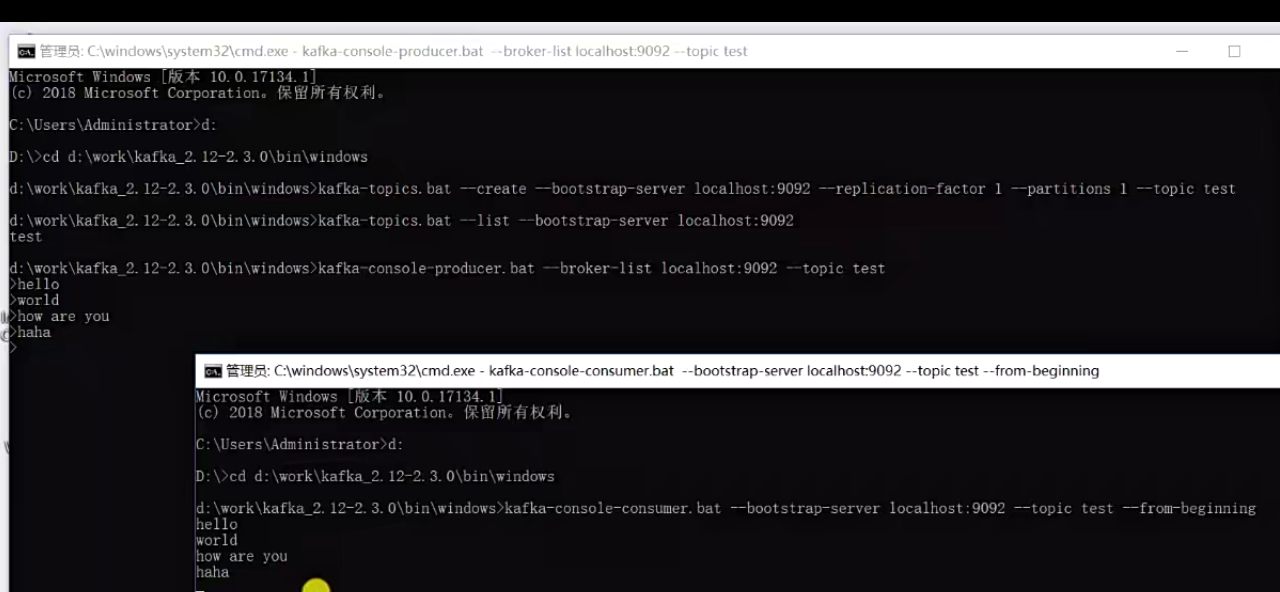 管理员: C:\windows\system32\cmd.exe - kafka-console-producer.bat --broker-list localhost:9092 --topic test
Microsoft Windows [版本 10.0.17134.1]
(c) 2018 Microsoft Corporation。保留所有权利。
C:\Users\Administrator>d:
D:\>cd d:\work\kafka_2.12-2.3.0\bin\windows
d:\work\kafka_2.12-2.3.0\bin\windows>kafka-topics.bat --create --bootstrap-server localhost:9092 --replication-factor 1 --partitions 1 --topic test
d:\work\kafka_2.12-2.3.0\bin\windows>kafka-topics.bat --list --bootstrap-server localhost:9092
test
d:\work\kafka_2.12-2.3.0\bin\windows>kafka-console-producer.bat --broker-list localhost:9092 --topic test
>hello
>world
>how are you
>haha
>
管理员: C:\windows\system32\cmd.exe - kafka-console-consumer.bat --bootstrap-server localhost:9092 --topic test --from-beginning
Microsoft Windows [版本 10.0.17134.1]
(c) 2018 Microsoft Corporation。保留所有权利。
C:\Users\Administrator>d:
D:\>cd d:\work\kafka_2.12-2.3.0\bin\windows
d:\work\kafka_2.12-2.3.0\bin\windows>kafka-console-consumer.bat --bootstrap-server localhost:9092 --topic test --from-beginning
hello
world
how are you
haha